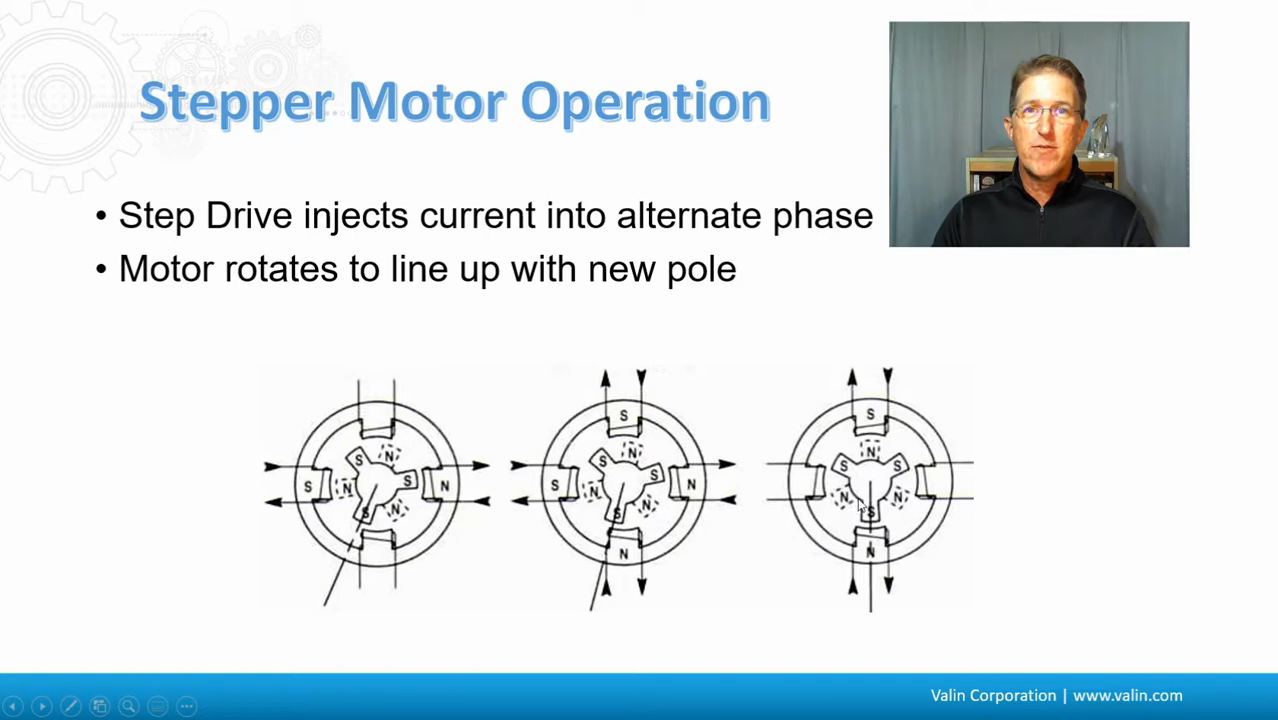 Stepper Motor Operation
• Step Drive injects current into alternate phase
• Motor rotates to line up with new pole
S S
S N S N S
S N S N S N S N S S
N N N N N
S S S
N N
Valin Corporation | www.valin.com